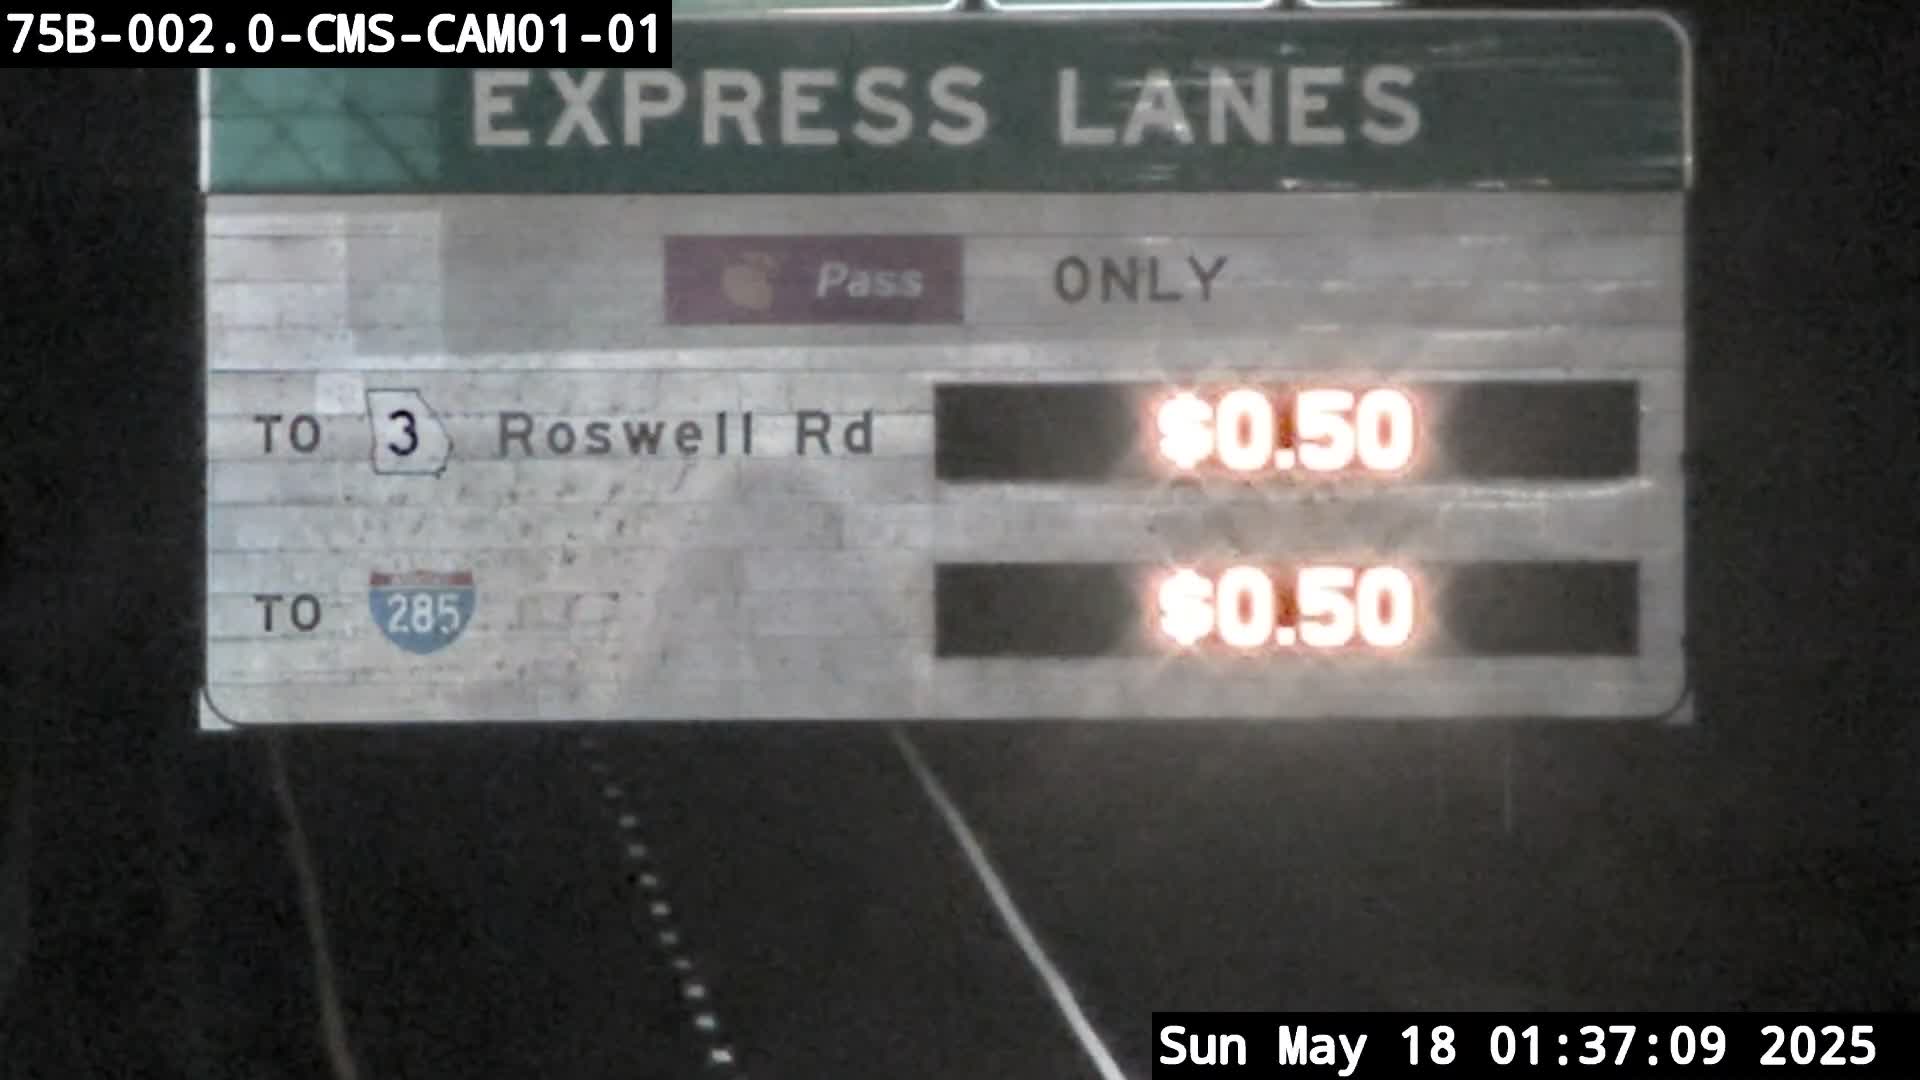 75B-002.0-CMS-CAM01-01
EXPRESS LANES
Pass ONLY
TO 3 Roswell Rd $0.50
TO 285 $0.50
Sun May 18 01:37:09 2025